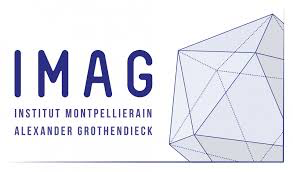 IMAG
INSTITUT MONTPELLIERAIN
ALEXANDER GROTHENDIECK